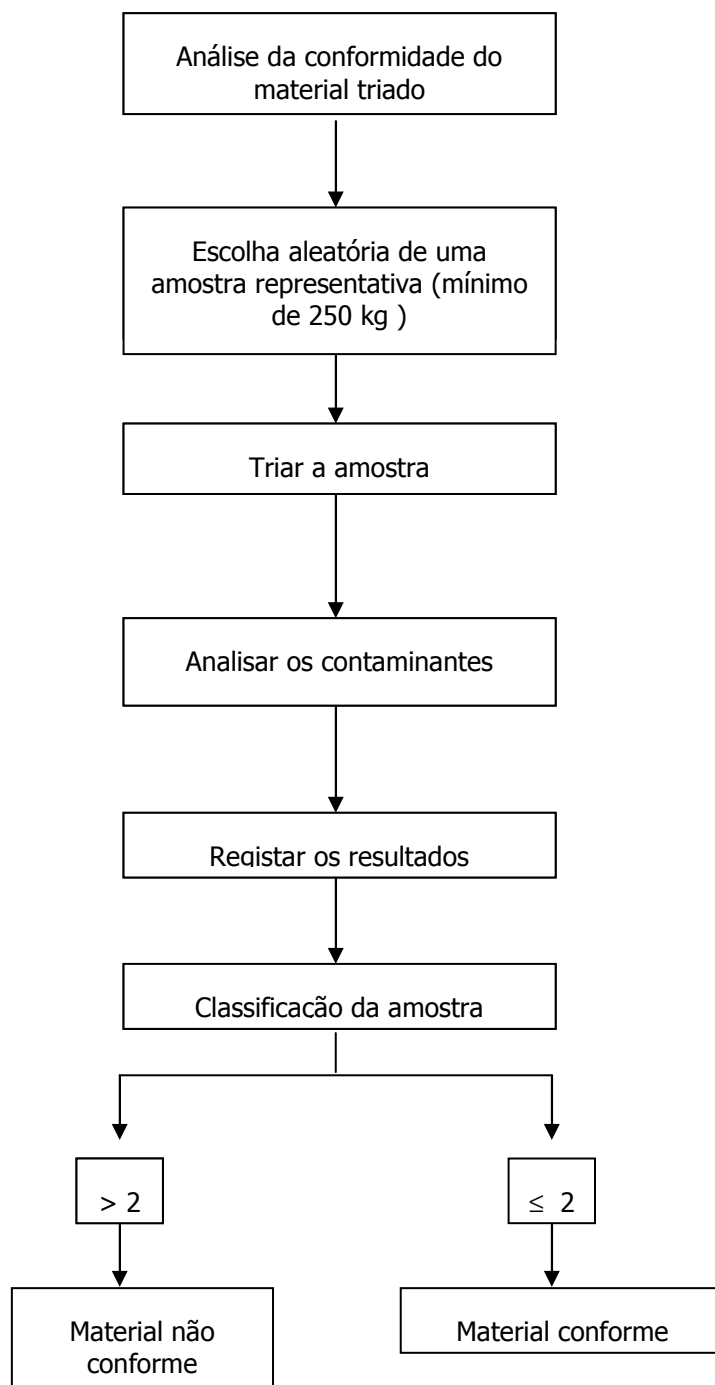 Análise da conformidade do
material triado
Escolha aleatória de uma
amostra representativa (mínimo
de 250 kg )
Triar a amostra
Analisar os contaminantes
Registar os resultados
Classificação da amostra
> 2
≤ 2
Material não
conforme
Material conforme